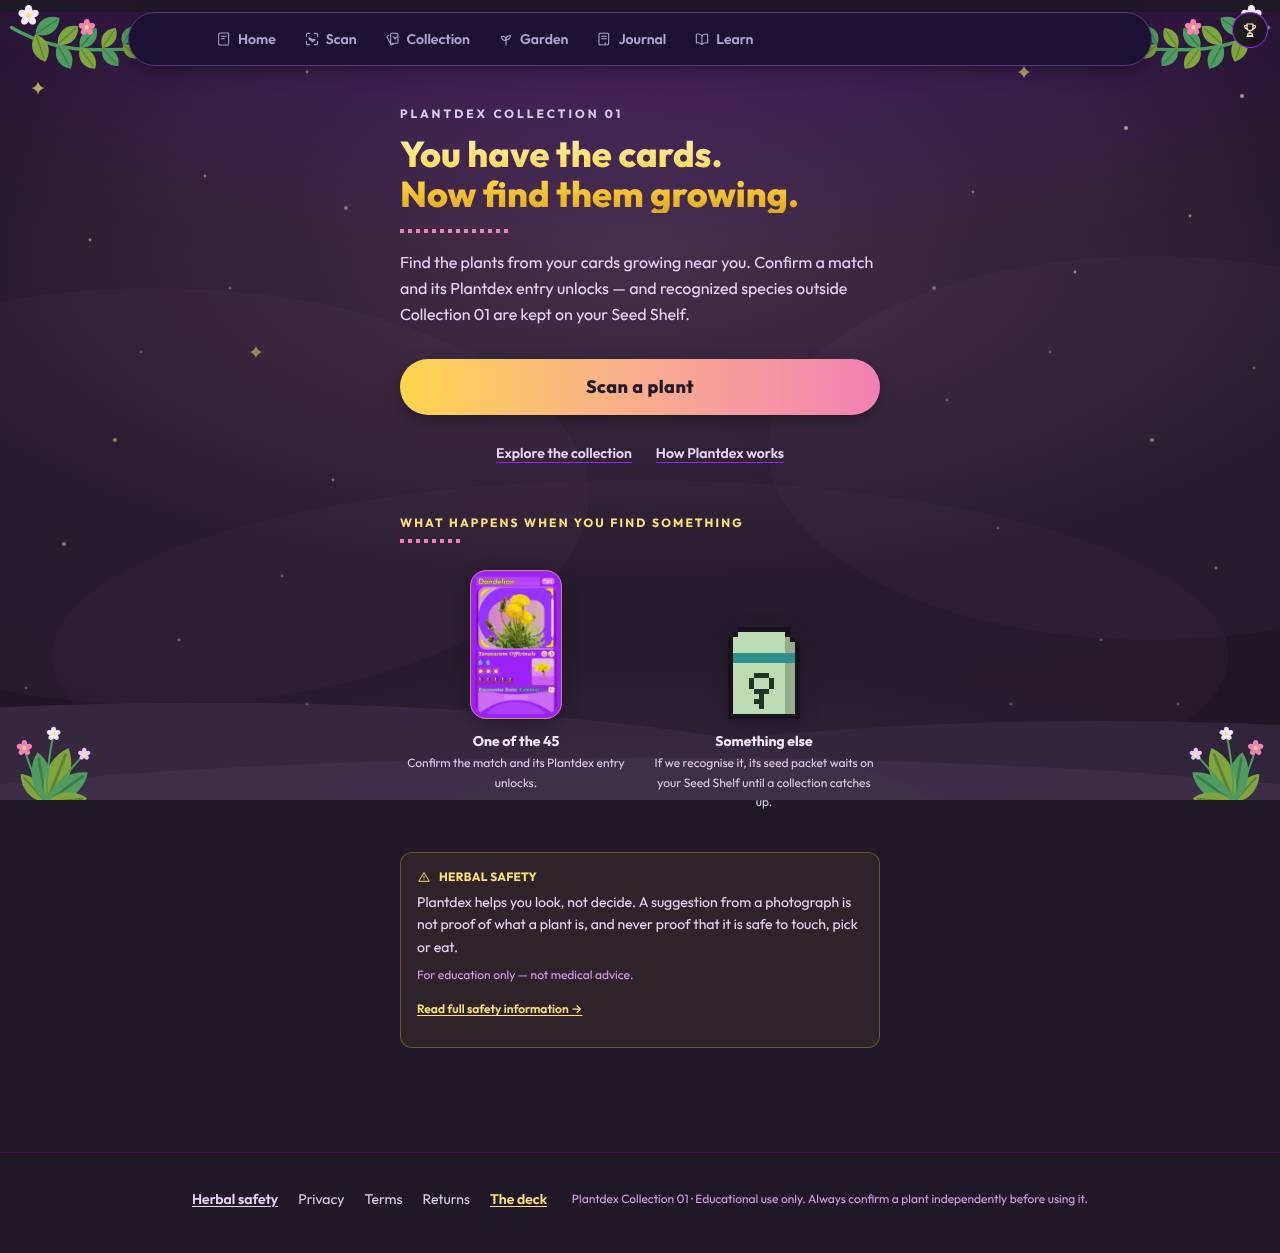 Home Scan Collection Garden Journal Learn
PLANTDEX COLLECTION 01
You have the cards.
Now find them growing.
Find the plants from your cards growing near you. Confirm a match
and its Plantdex entry unlocks — and recognized species outside
Collection 01 are kept on your Seed Shelf.
Scan a plant
Explore the collection How Plantdex works
WHAT HAPPENS WHEN YOU FIND SOMETHING
Dandelion
Taraxacum Officinale
One of the 45
Confirm the match and its Plantdex entry
unlocks.
Something else
If we recognise it, its seed packet waits on
your Seed Shelf until a collection catches
up.
HERBAL SAFETY
Plantdex helps you look, not decide. A suggestion from a photograph is
not proof of what a plant is, and never proof that it is safe to touch, pick
or eat.
For education only — not medical advice.
Read full safety information →
Herbal safety Privacy Terms Returns The deck Plantdex Collection 01 · Educational use only. Always confirm a plant independently before using it.